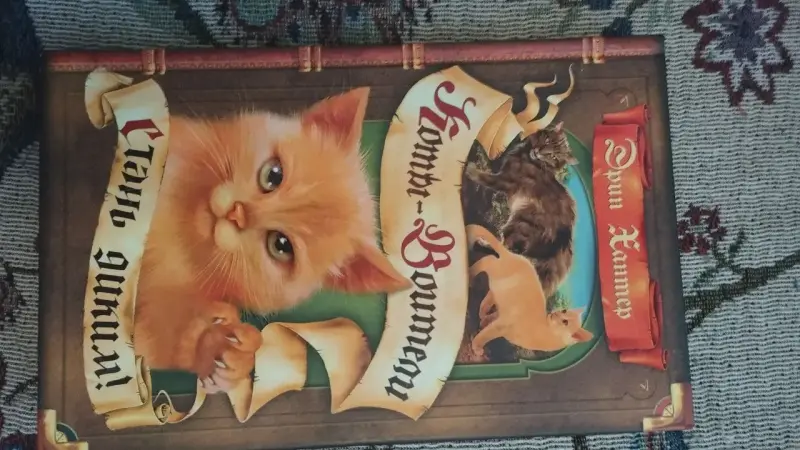 Эрин Хантер
Коты-Воители
Стань диким!